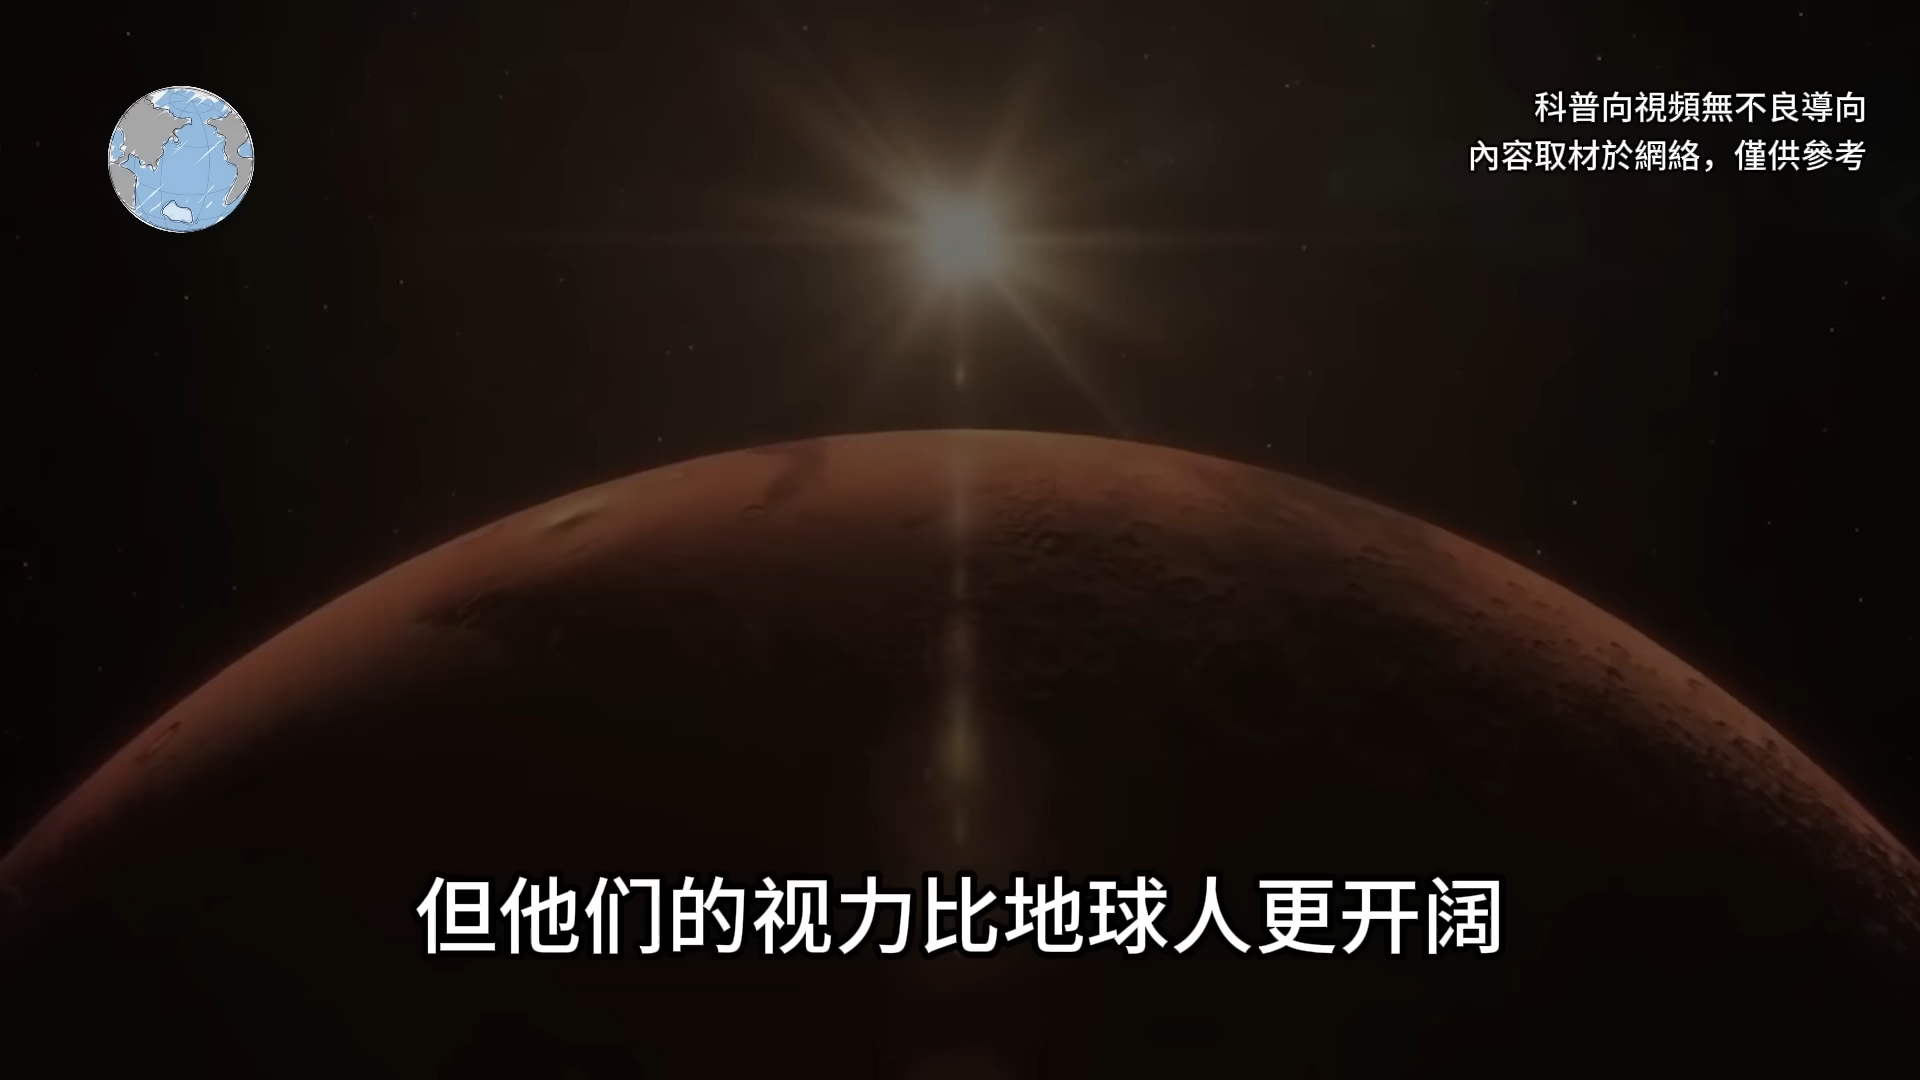 科普向視頻無不良導向
內容取材於網絡，僅供參考
但他们的视力比地球人更开阔